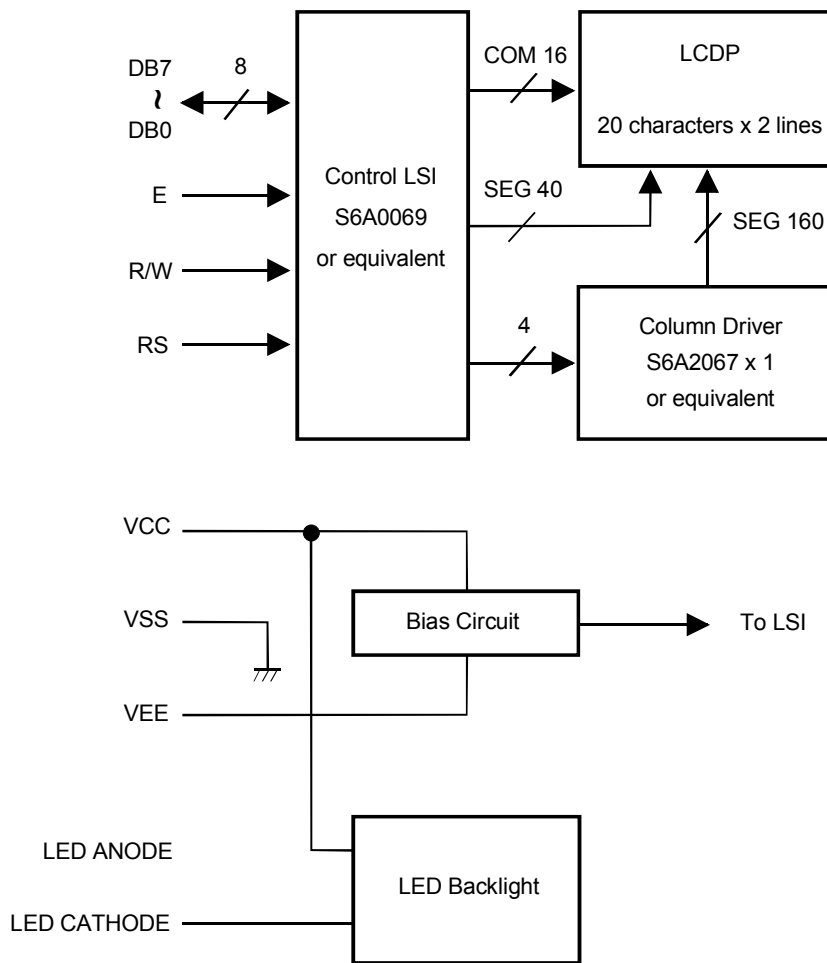 DB7
~
DB0
8
E
R/W
RS
Control LSI
S6A0069
or equivalent
COM 16
SEG 40
4
LCDP
20 characters x 2 lines
SEG 160
Column Driver
S6A2067 x 1
or equivalent
VCC
VSS
VEE
Bias Circuit
To LSI
LED ANODE
LED CATHODE
LED Backlight